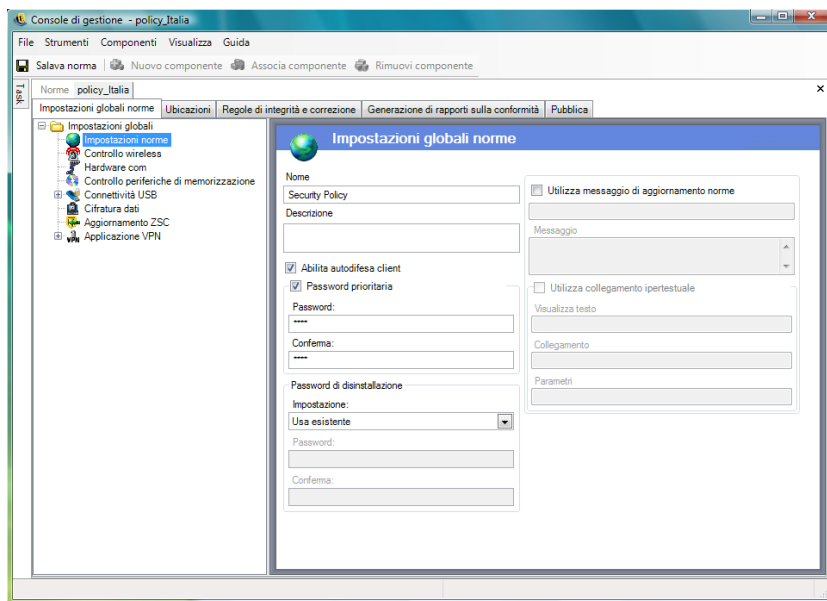 Console di gestione - policy_Italia
File Strumenti Componenti Visualizza Guida
Salava norma Nuovo componente Associa componente Rimuovi componente
Task
Norme policy_Italia
Impostazioni globali norme Ubicazioni Regole di integrità e correzione Generazione di rapporti sulla conformità Pubblica
Impostazioni globali
Impostazioni norme
Controllo wireless
Hardware com
Controllo periferiche di memorizzazione
Connettività USB
Cifratura dati
Aggiornamento ZSC
Applicazione VPN
Impostazioni globali norme
Nome
Security Policy
Descrizione
Abilita autodifesa client
Password prioritaria
Password:
****
Conferma:
****
Password di disinstallazione
Impostazione:
Usa esistente
Password:
Conferma:
Utilizza messaggio di aggiornamento norme
Messaggio
Utilizza collegamento ipertestuale
Visualizza testo
Collegamento
Parametri